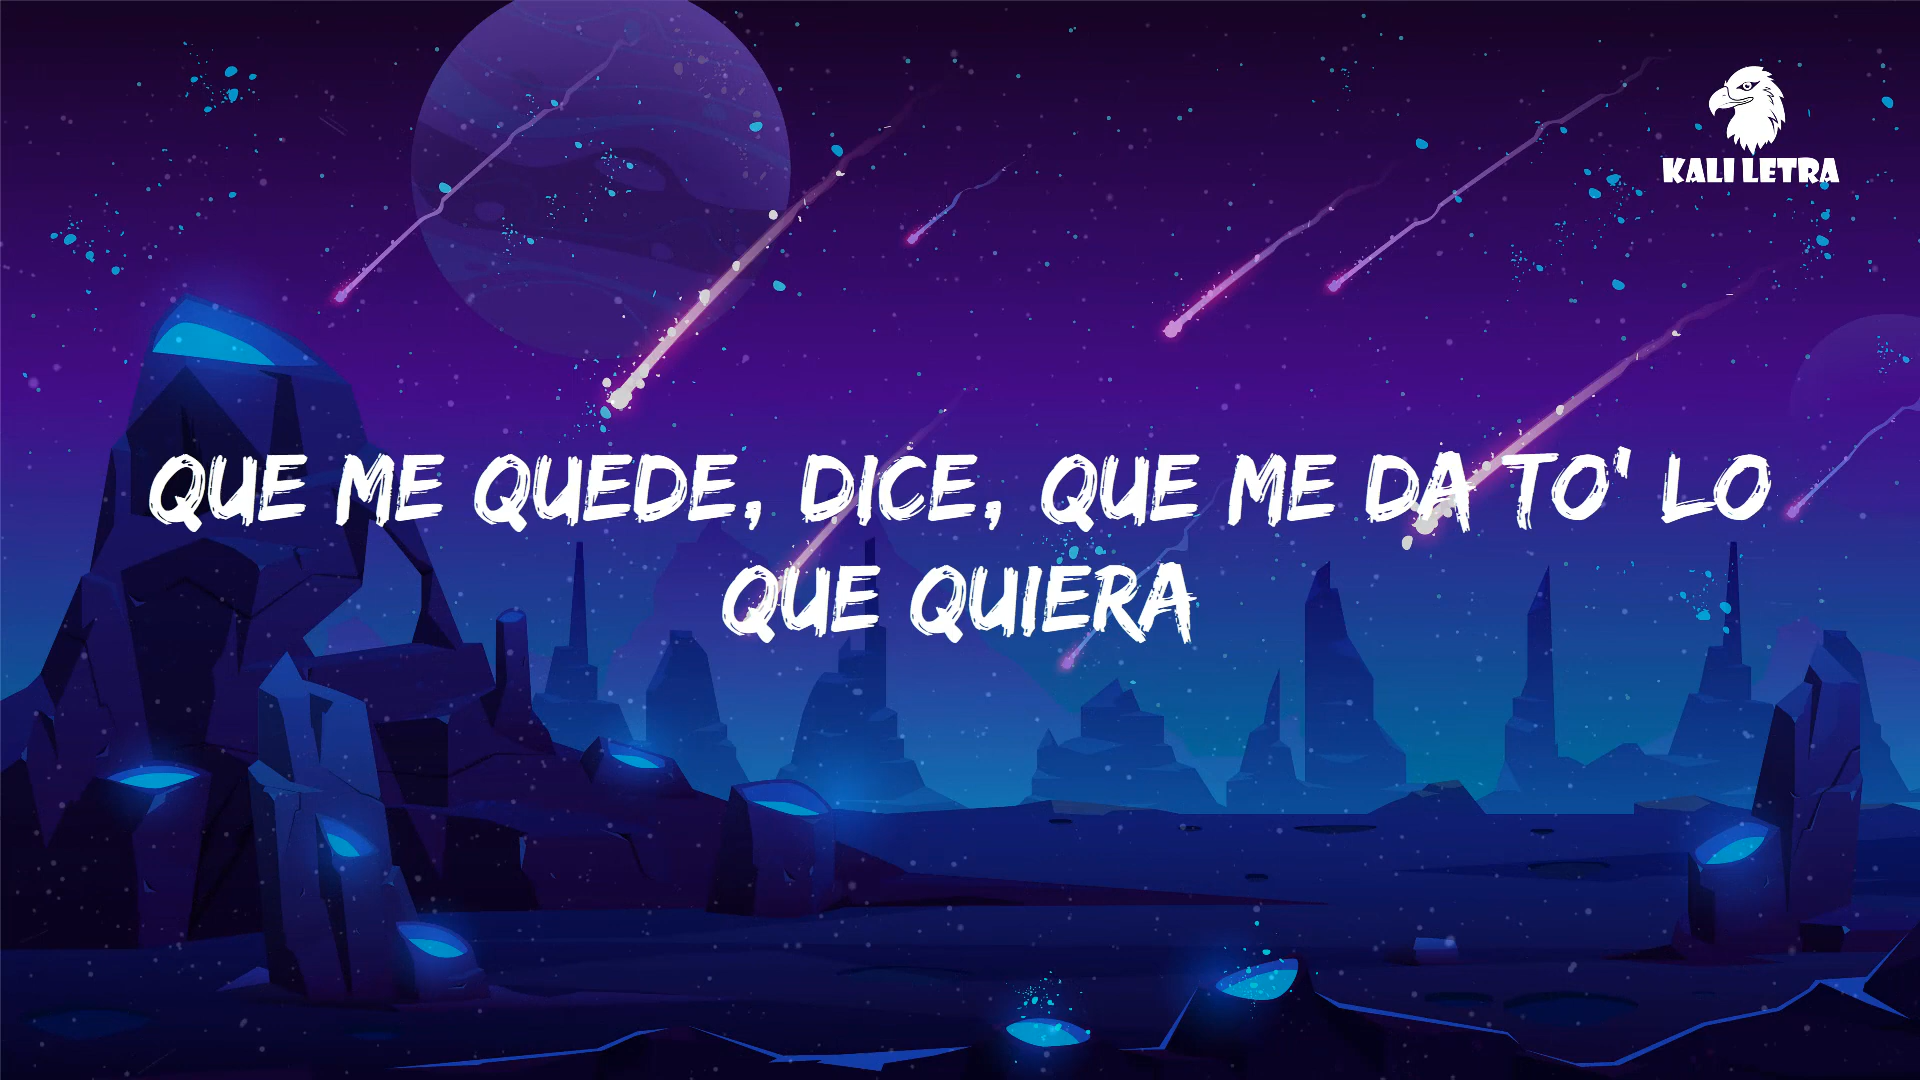 KALI LETRA
QUE ME QUEDE, DICE, QUE ME DA TO' LO
QUE QUIERA